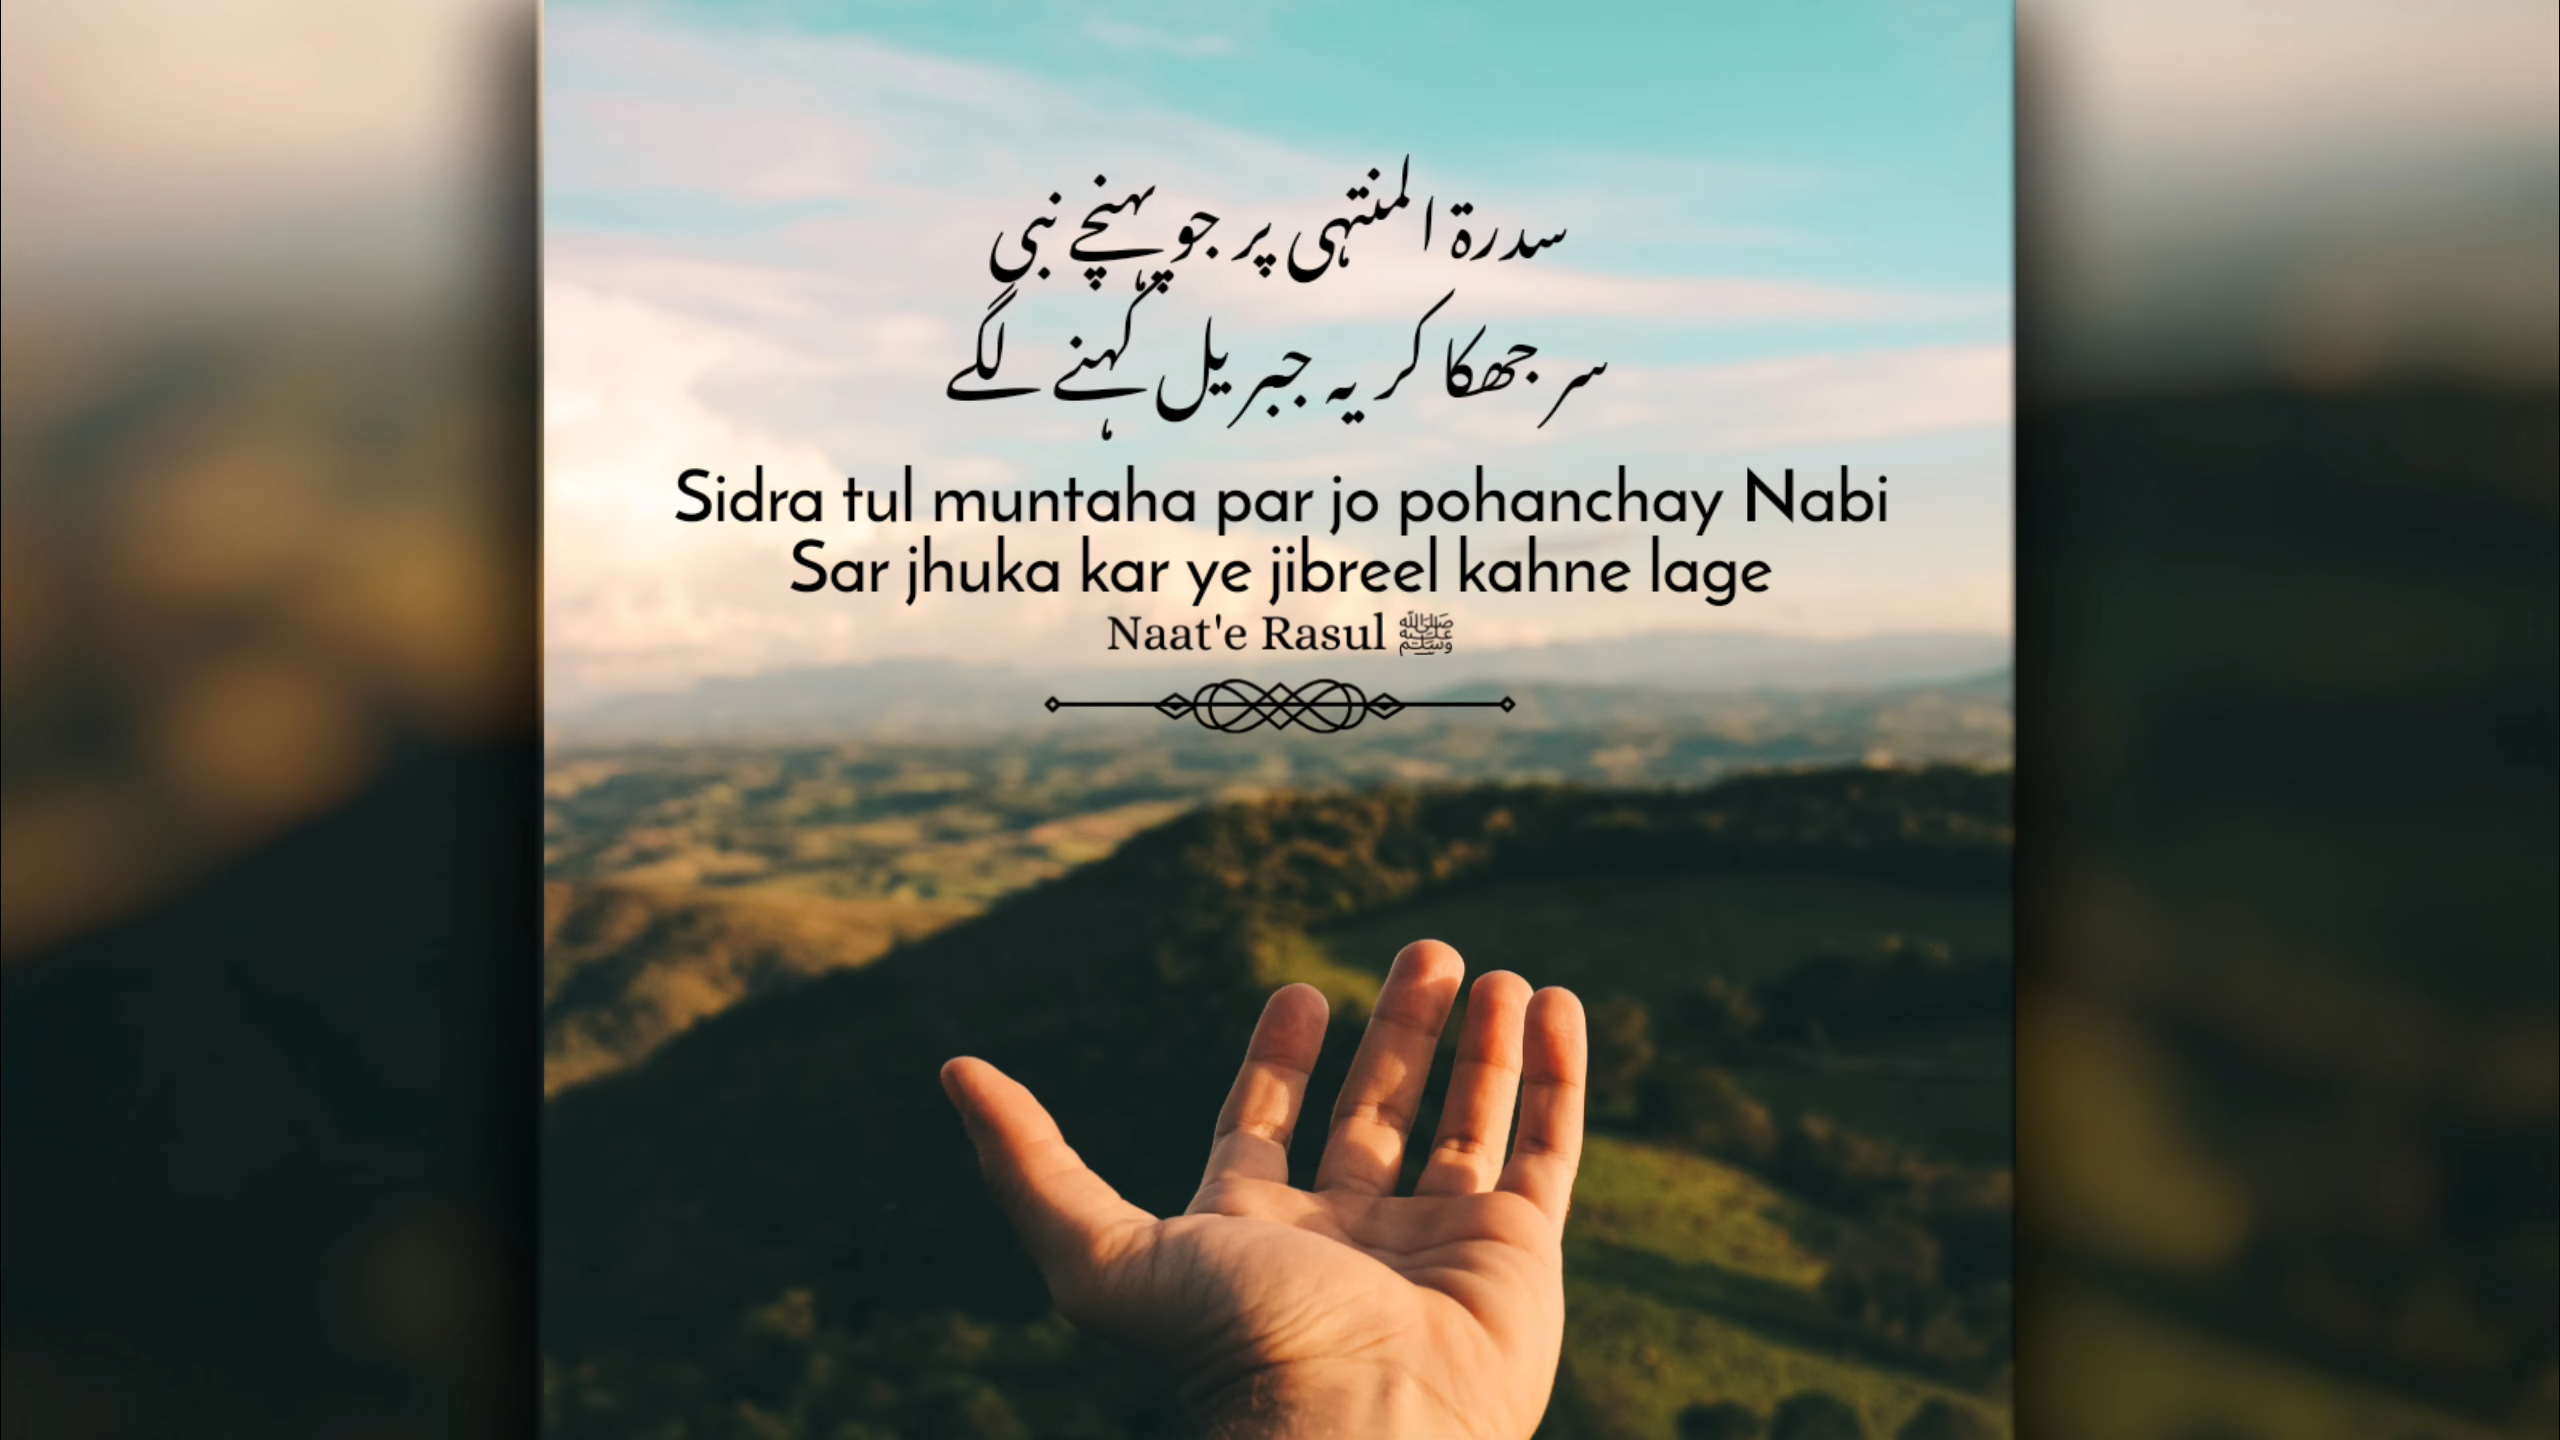 سدرۃ المنتہی پر جو پہنچے نبی
سر جھکا کر یہ جبریل کہنے لگے
Sidra tul muntaha par jo pohanchay Nabi
Sar jhuka kar ye jibreel kahne lage
Naat'e Rasul ﷺ